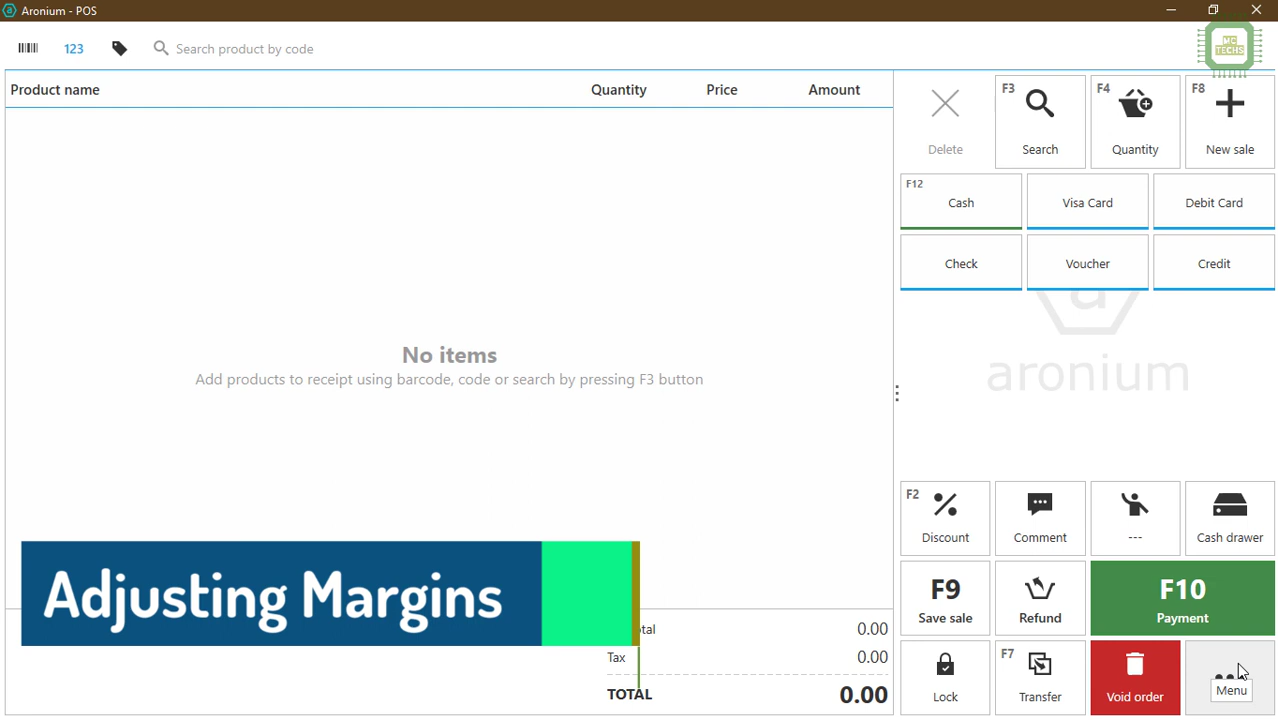 Aronium - POS
123
Search product by code
MC
TECHS
Product name Quantity Price Amount
F3 F4 F8
Delete Search Quantity New sale
F12
Cash Visa Card Debit Card
Check Voucher Credit
a
aronium
No items
Add products to receipt using barcode, code or search by pressing F3 button
F2
Discount Comment --- Cash drawer
Adjusting Margins
F9 F10
Save sale Refund Payment
tal 0.00
Tax 0.00
TOTAL 0.00
F7
Lock Transfer Void order Menu